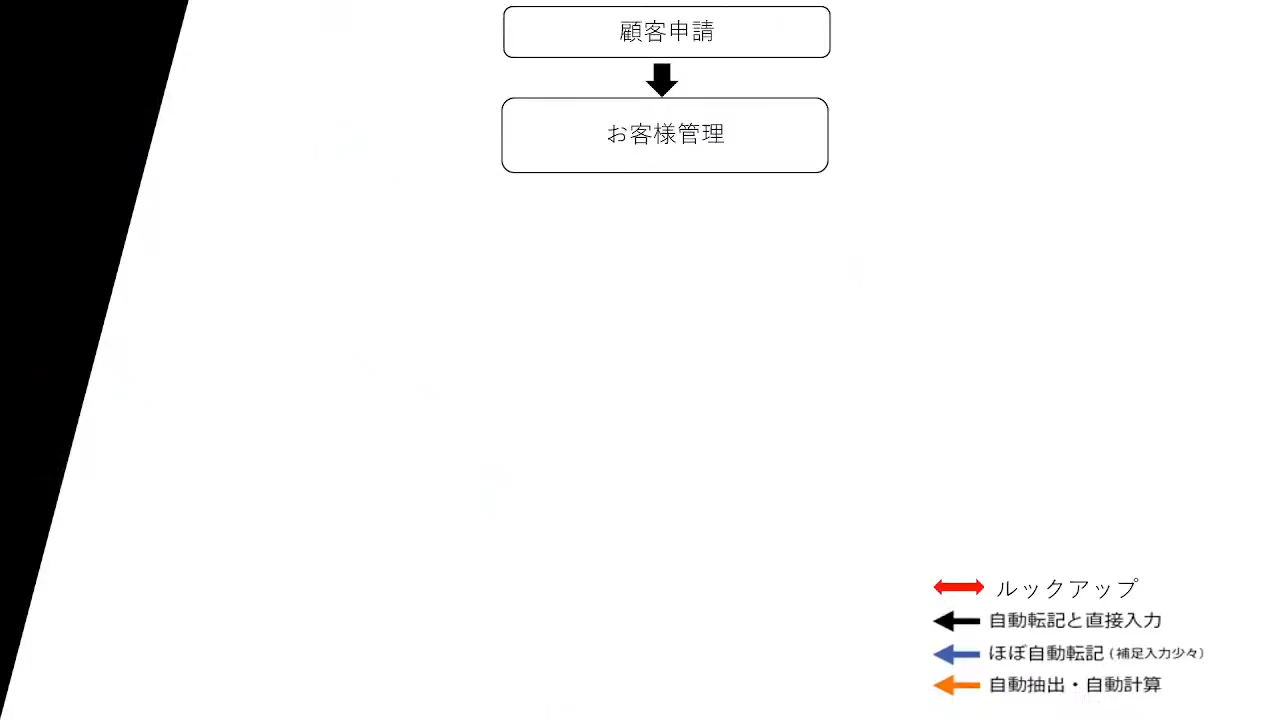 顧客申請
お客様管理
ルックアップ
自動転記と直接入力
ほぼ自動転記(補足入力少々)
自動抽出・自動計算